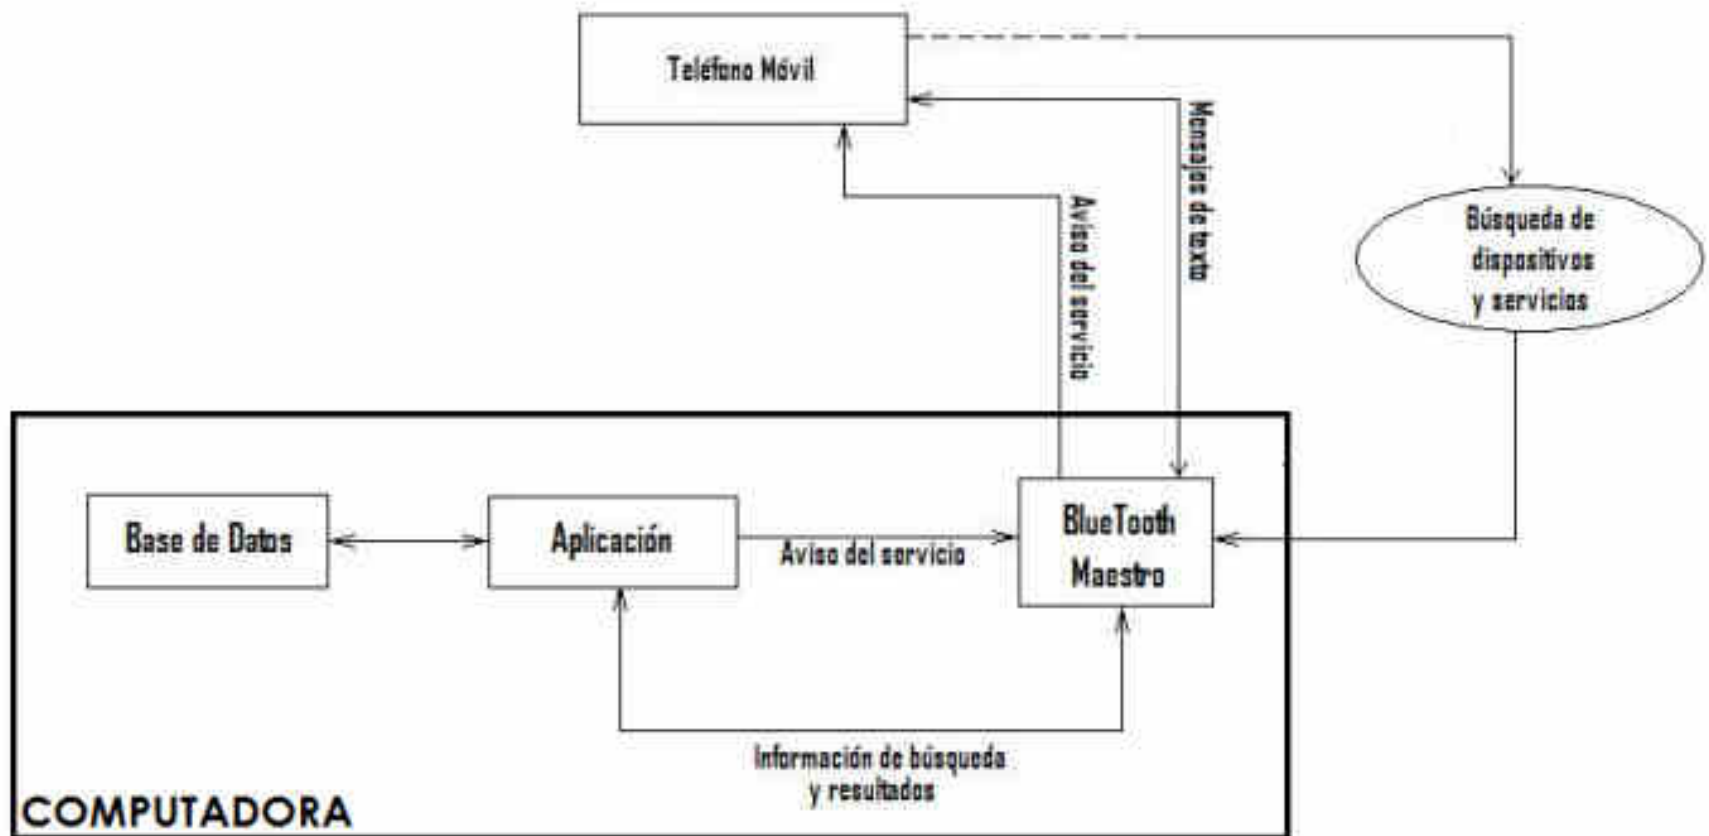 Teléfono Móvil
Mensajes de texto
Aviso del servicio
Búsqueda de
dispositivos
y servicios
Base de Datos
Aplicación
Aviso del servicio
BlueTooth
Maestro
Información de búsqueda
y resultados
COMPUTADORA